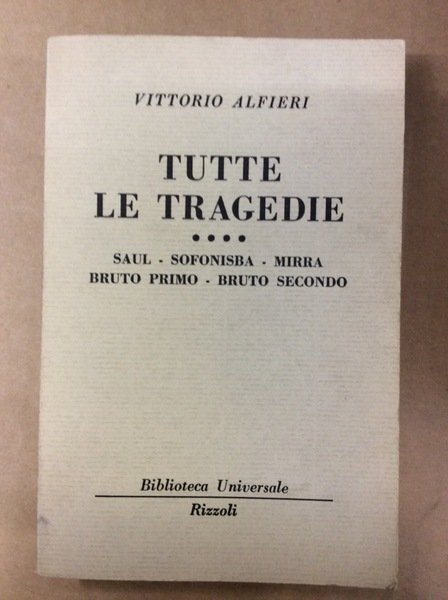 VITTORIO ALFIERI
TUTTE
LE TRAGEDIE
••••
SAUL - SOFONISBA - MIRRA
BRUTO PRIMO - BRUTO SECONDO
Biblioteca Universale
Rizzoli